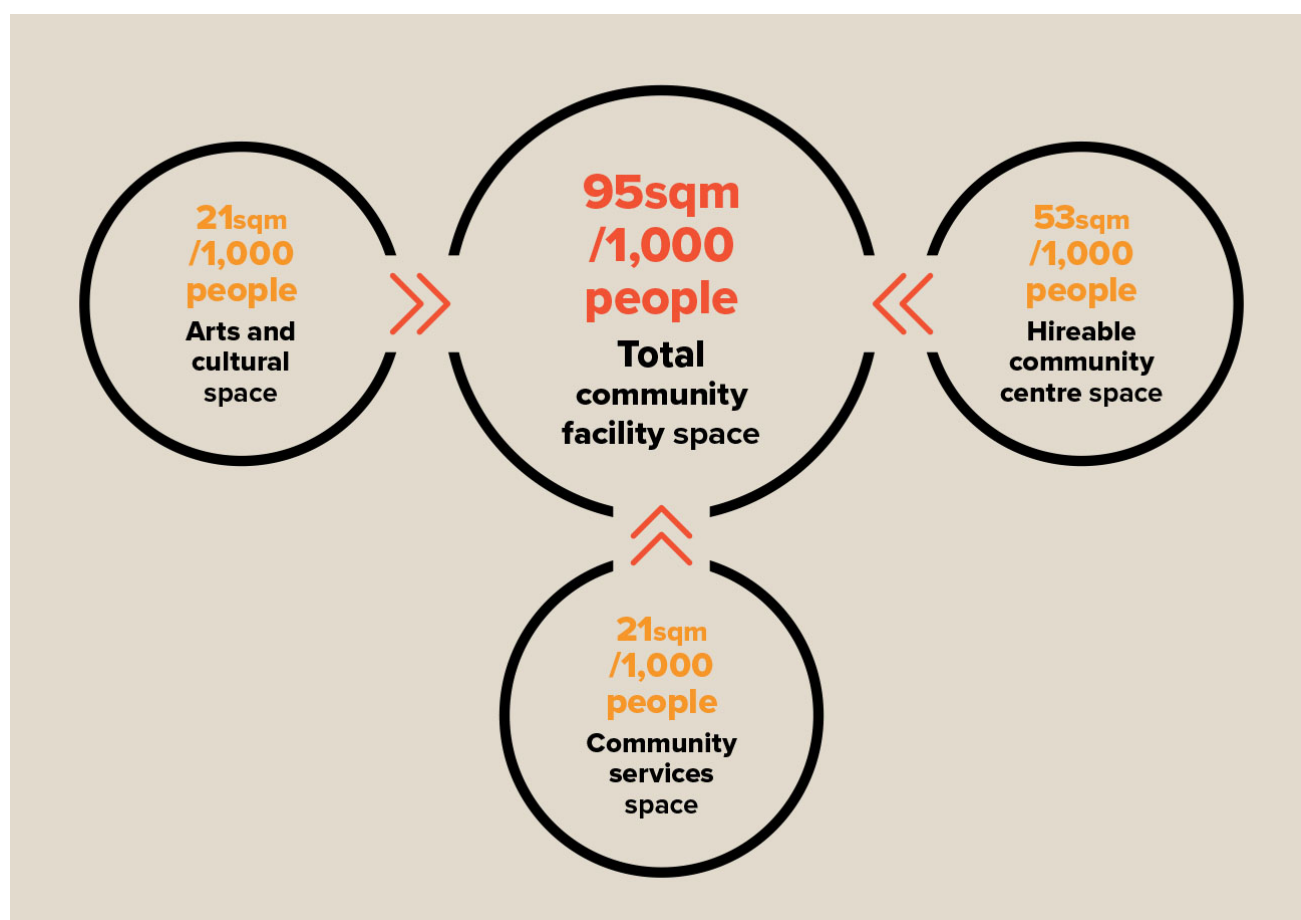 21sqm
/1,000
people
Arts and
cultural
space
95sqm
/1,000
people
Total
community
facility space
53sqm
/1,000
people
Hireable
community
centre space
21sqm
/1,000
people
Community
services
space